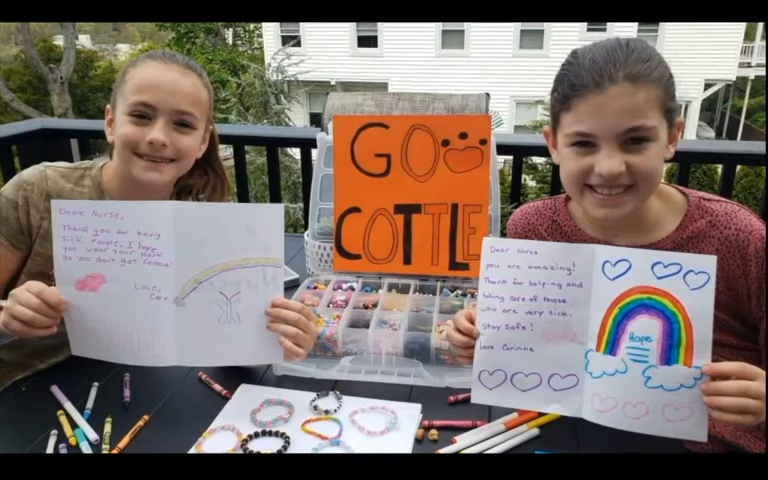 GO
COTTLE
Deare Nurse,
Thank you for being
sick people. I hope
you wear your mask
so you don't get corona!
Love,
Dear Nurse
you are amazing!
Thank for helping and
taking care of those
who are very sick.
stay safe!
love Corinne
Hope